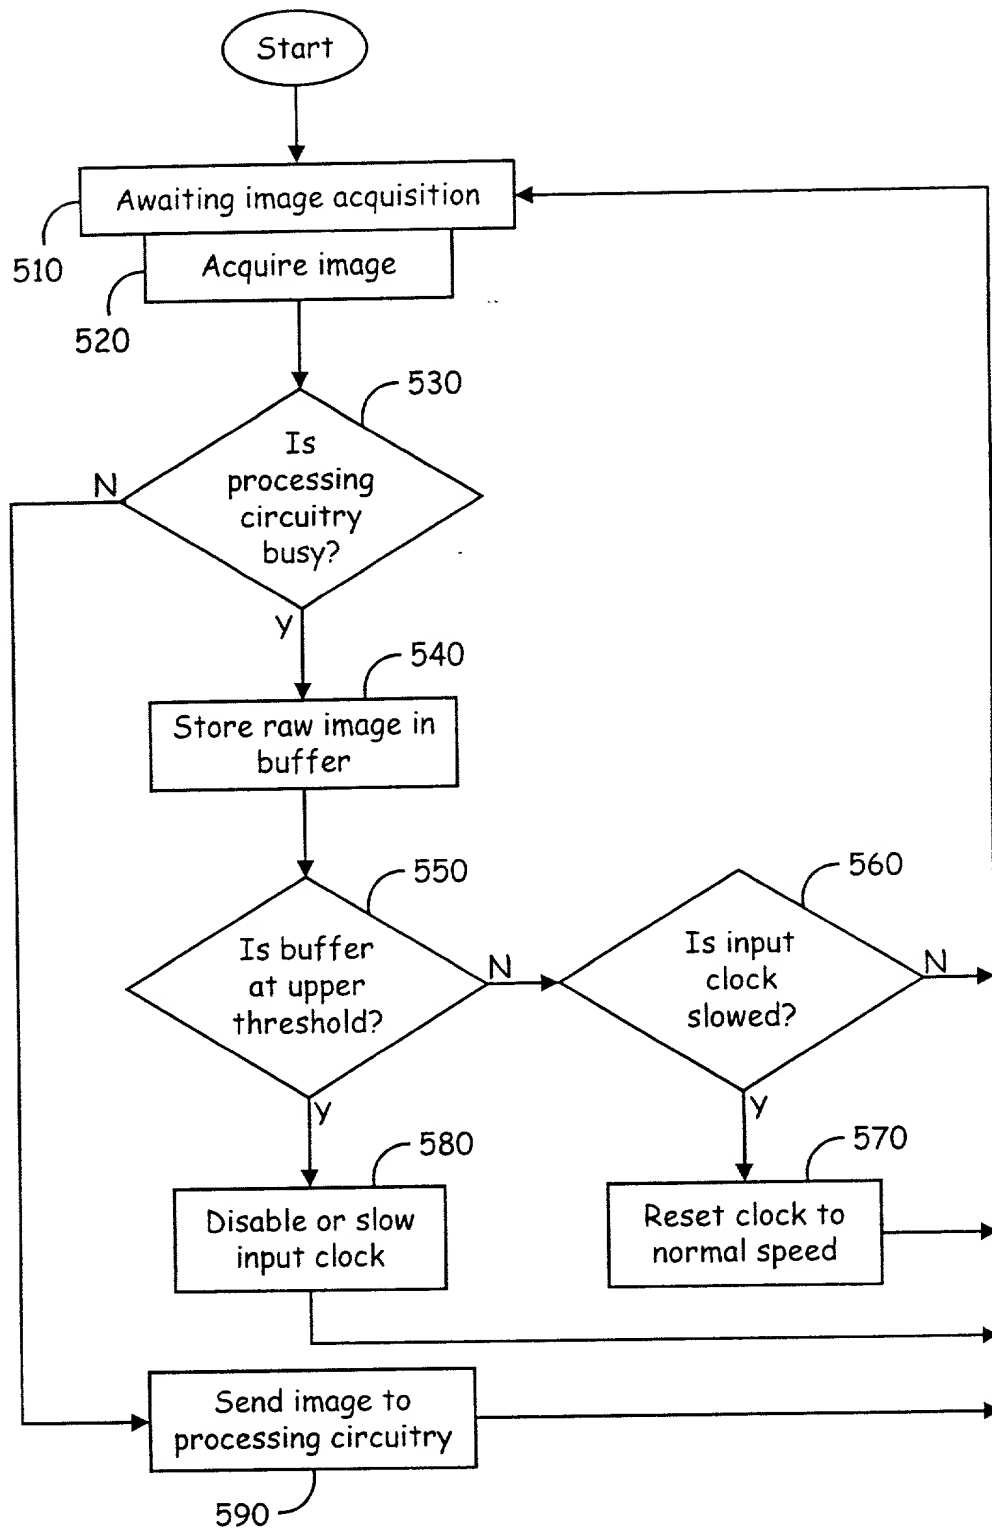 Start
Awaiting image acquisition
510
Acquire image
520
530
Is
processing
circuitry
busy?
N
Y
540
Store raw image in
buffer
550
Is buffer
at upper
threshold?
N
Y
560
Is input
clock
slowed?
N
Y
580
Disable or slow
input clock
570
Reset clock to
normal speed
Send image to
processing circuitry
590